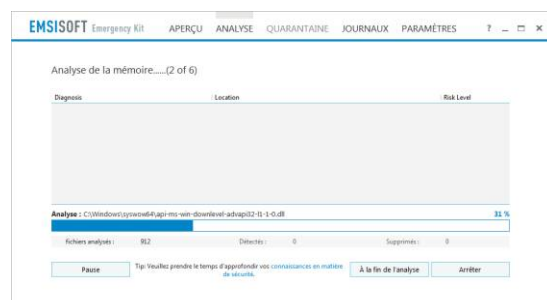 EMSISOFT Emergency Kit APERÇU ANALYSE QUARANTAINE JOURNAUX PARAMÈTRES ?
Analyse de la mémoire.....(2 of 6)
Diagnosis Location Risk Level
Analyse : C:\Windows\syswow64\api-ms-win-downlevel-advapi32-l1-1-0.dll 31 %
Fichiers analysés : 912 Détectés : 0 Supprimés : 0
Pause Tip: Veuillez prendre le temps d'approfondir vos connaissances en matière de sécurité. À la fin de l'analyse Arrêter